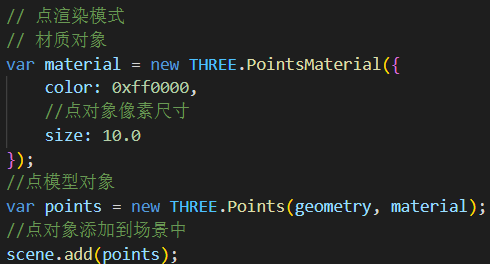 // 点渲染模式
// 材质对象
var material = new THREE.PointsMaterial({
    color: 0xff0000,
    //点对象像素尺寸
    size: 10.0
});
//点模型对象
var points = new THREE.Points(geometry, material);
//点对象添加到场景中
scene.add(points);